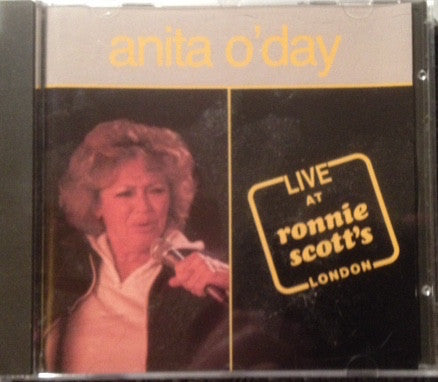 anita o'day
LIVE
AT
ronnie
scott's
LONDON